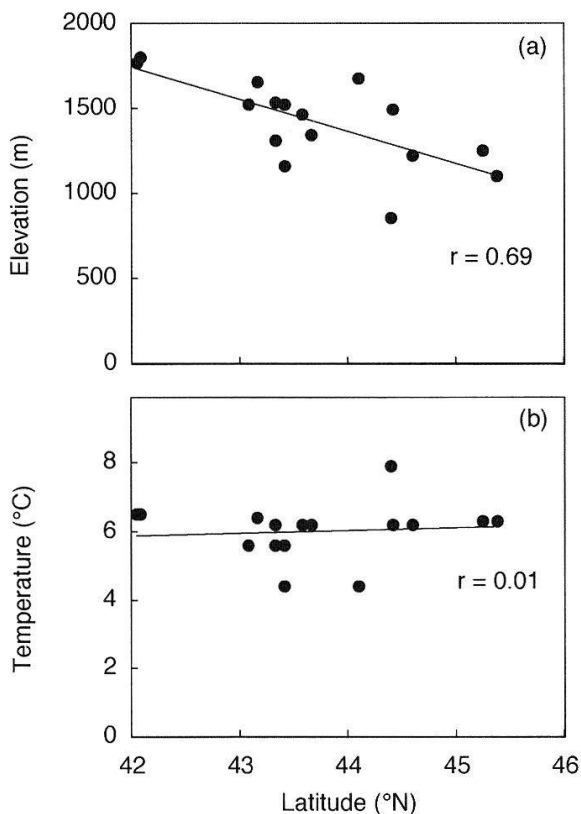 2000
(a)
1500
1000
500
0
Elevation (m)
r = 0.69
(b)
8
6
4
2
0
Temperature (°C)
r = 0.01
42 43 44 45 46
Latitude (°N)